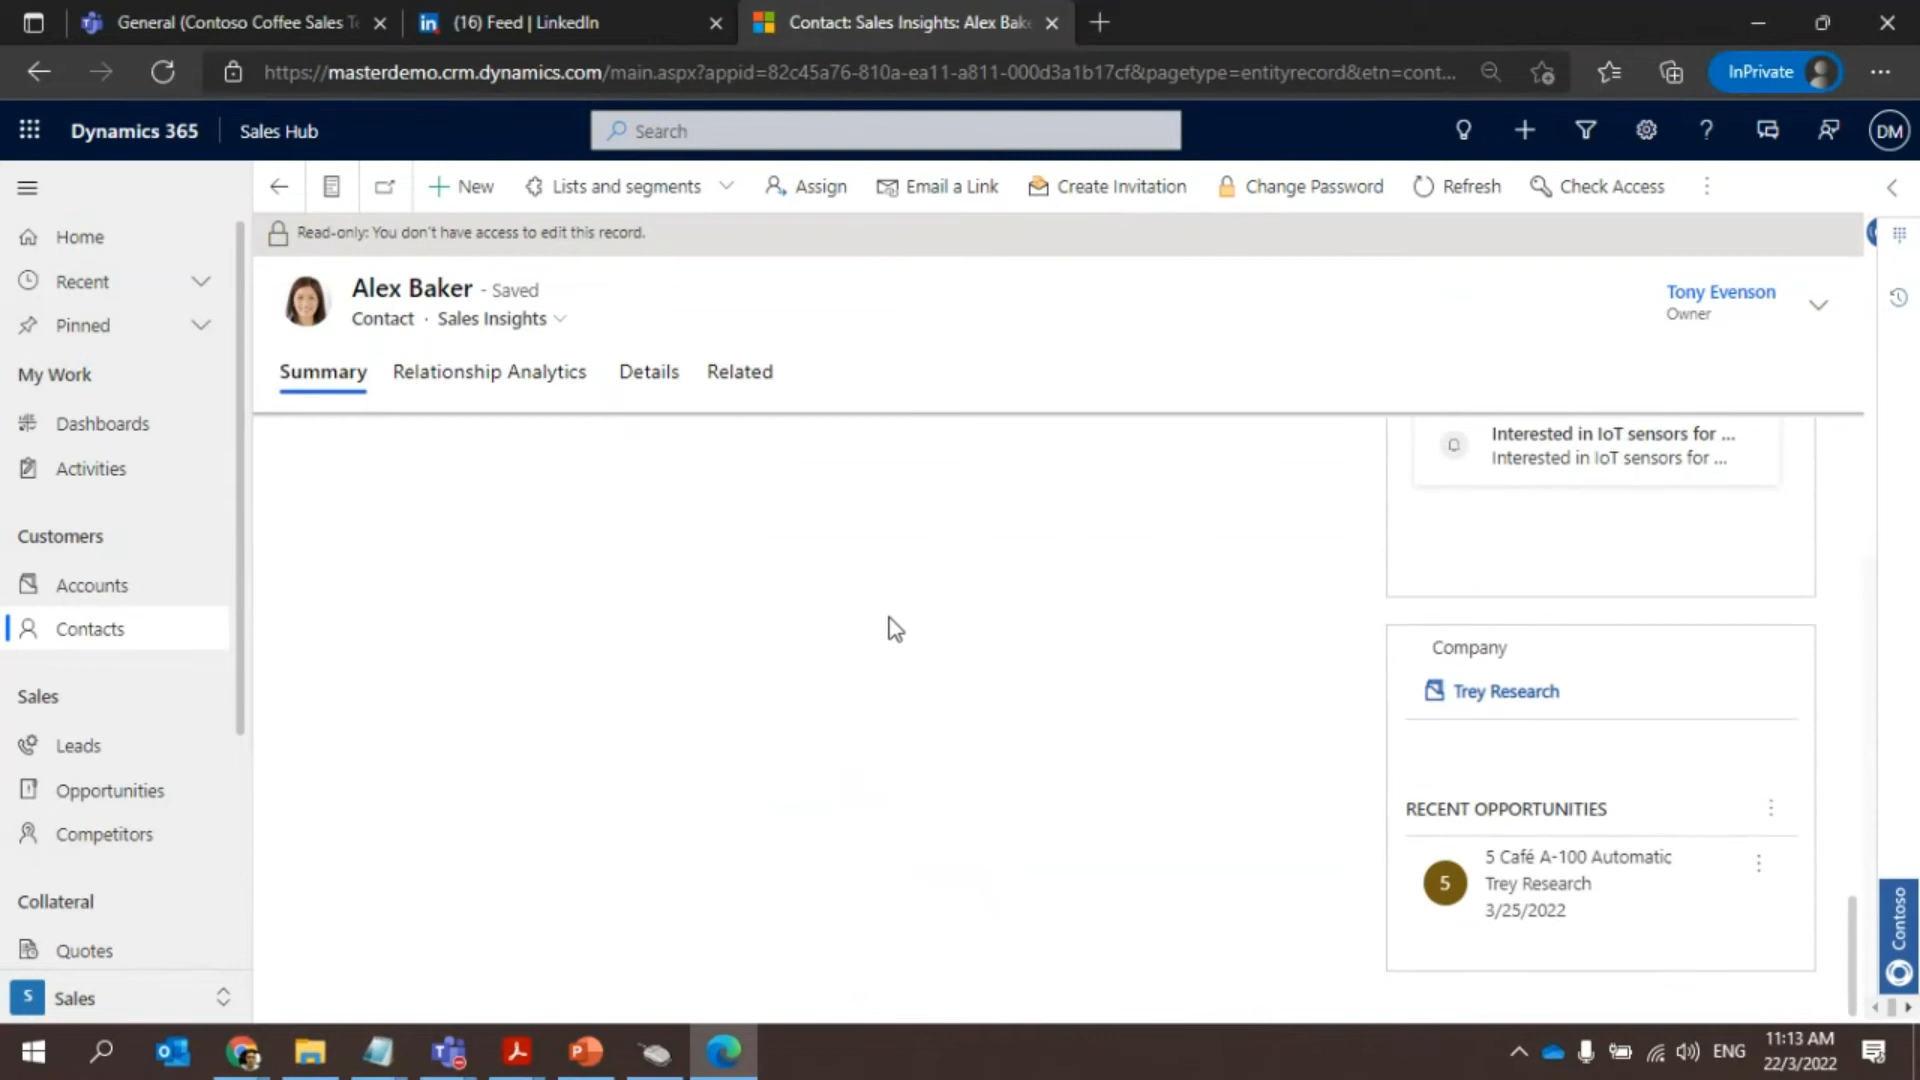 General (Contoso Coffee Sales Te
(16) Feed | LinkedIn
Contact: Sales Insights: Alex Bake
https://masterdemo.crm.dynamics.com/main.aspx?appid=82c45a76-810a-ea11-a811-000d3a1b17cf&pagetype=entityrecord&etn=cont...
InPrivate
Dynamics 365
Sales Hub
Search
DM
New
Lists and segments
Assign
Email a Link
Create Invitation
Change Password
Refresh
Check Access
Read-only: You don't have access to edit this record.
Home
Recent
Pinned
My Work
Dashboards
Activities
Customers
Accounts
Contacts
Sales
Leads
Opportunities
Competitors
Collateral
Quotes
S
Sales
Alex Baker - Saved
Contact · Sales Insights
Tony Evenson
Owner
Summary
Relationship Analytics
Details
Related
Interested in IoT sensors for ...
Interested in IoT sensors for ...
Company
Trey Research
RECENT OPPORTUNITIES
5
5 Café A-100 Automatic
Trey Research
3/25/2022
Contoso
ENG
11:13 AM
22/3/2022